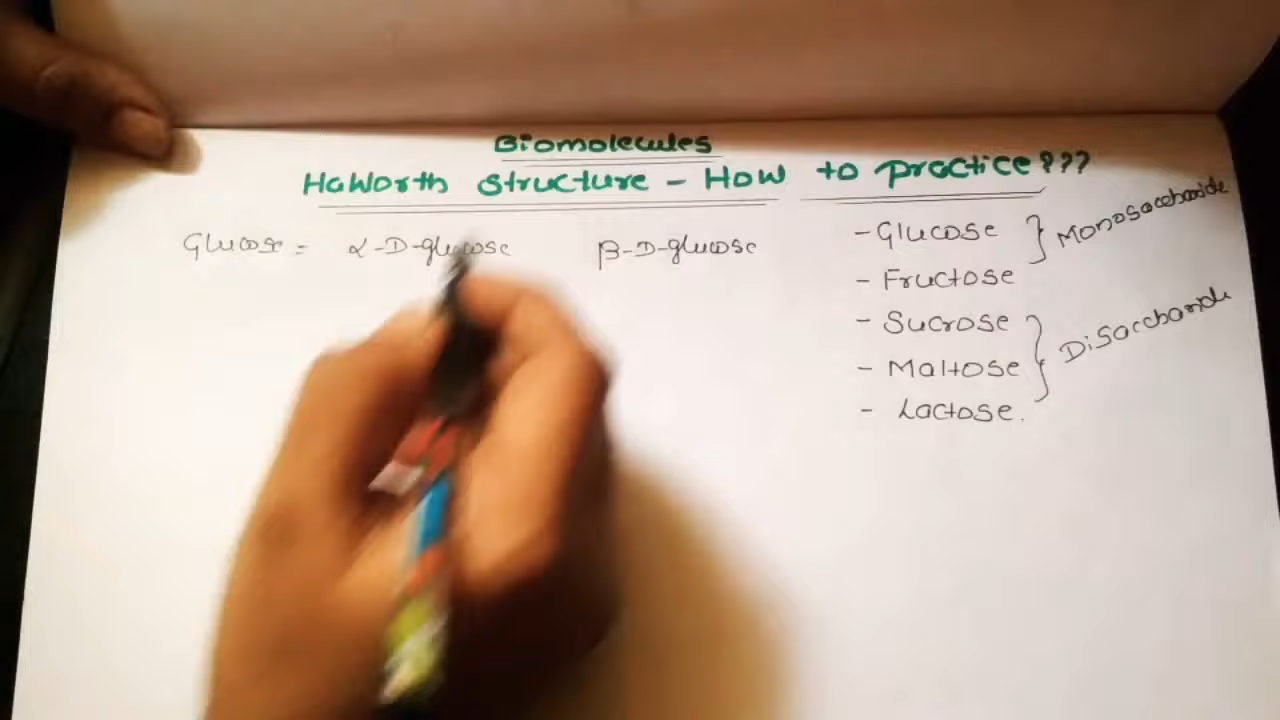 Biomolecules
Haworth Structure - How to practice???
Glucose = α-D-glucose β-D-glucose
- Glucose } Monosaccharide
- Fructose
- Sucrose } Disaccharide
- Maltose
- Lactose.